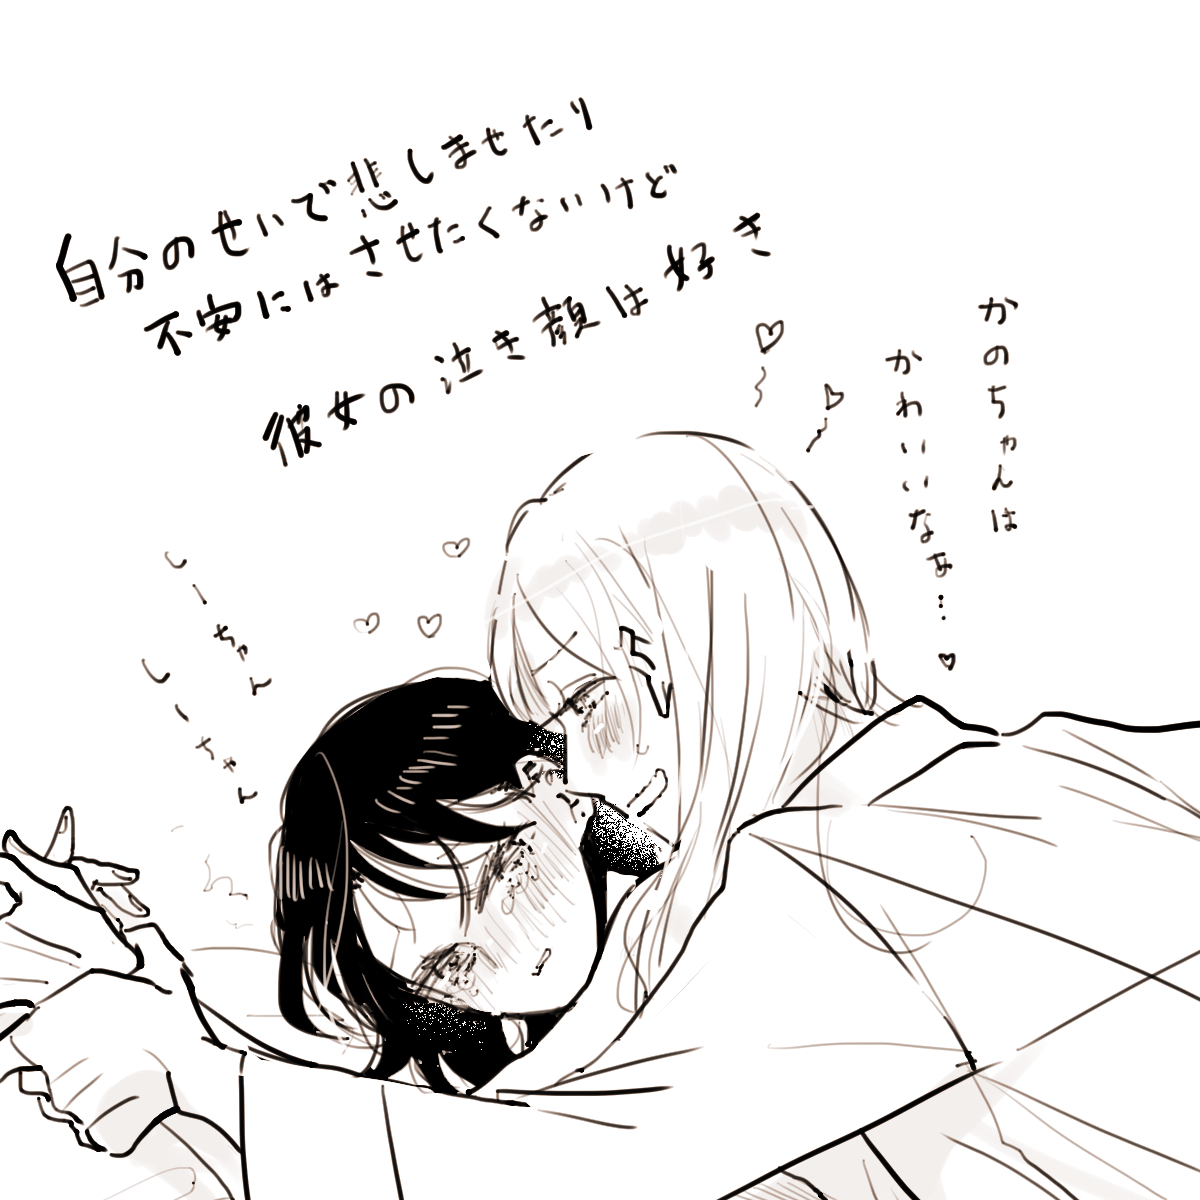 自分のせいで悲しませたり
不安にはさせたくないけど
彼女の泣き顔は好き
かのちゃんは
かわいいなぁ…♥
しーちゃん
しーちゃん